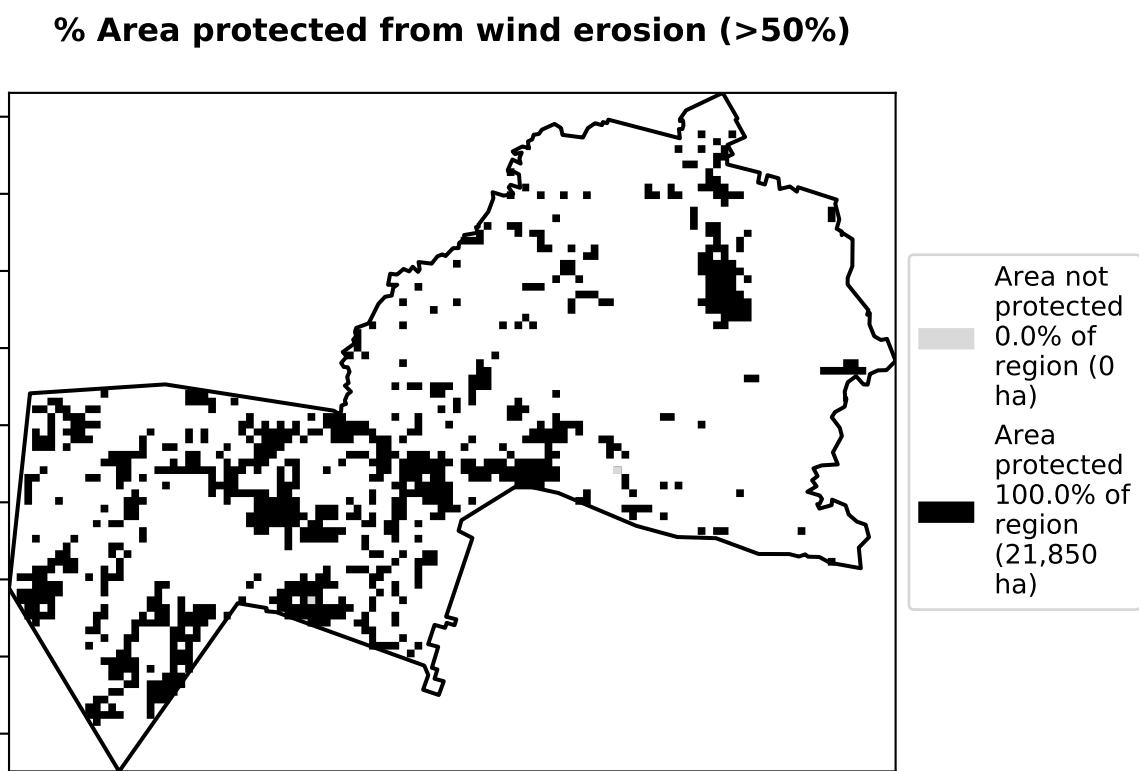 % Area protected from wind erosion (>50%)
Area not
protected
0.0% of
region (0
ha)
Area
protected
100.0% of
region
(21,850
ha)